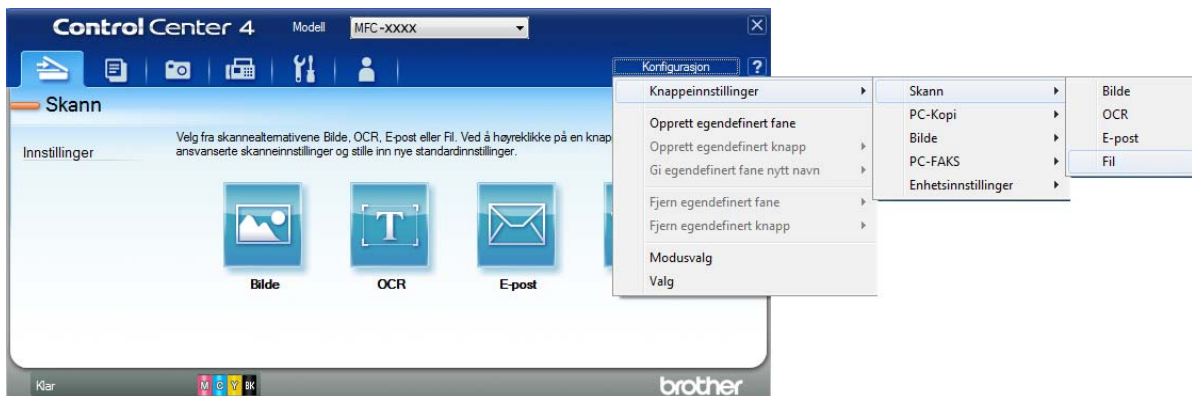 Control Center 4 Modell MFC-XXXX
Konfigurasjon ?
Skann
Innstillinger
Velg fra skannealternativene Bilde, OCR, E-post eller Fil. Ved å høyreklikke på en knap
ansvanserte skanneinnstillinger og stille inn nye standardinnstillinger.
T
Bilde OCR E-post
Knappeinnstillinger
Opprett egendefinert fane
Opprett egendefinert knapp
Gi egendefinert fane nytt navn
Fjern egendefinert fane
Fjern egendefinert knapp
Modusvalg
Valg
Skann
PC-Kopi
Bilde
PC-FAKS
Enhetsinnstillinger
Bilde
OCR
E-post
Fil
Klar M C Y BK brother